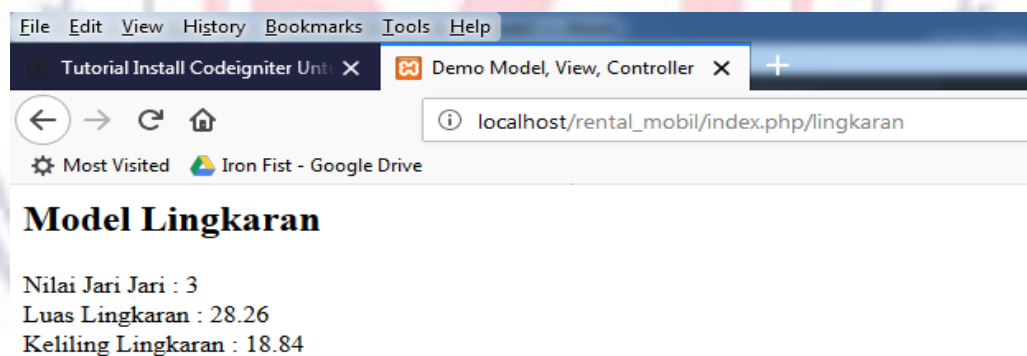 File Edit View History Bookmarks Tools Help
Tutorial Install Codeigniter Unt
Demo Model, View, Controller
localhost/rental_mobil/index.php/lingkaran
Most Visited Iron Fist - Google Drive
Model Lingkaran
Nilai Jari Jari : 3
Luas Lingkaran : 28.26
Keliling Lingkaran : 18.84